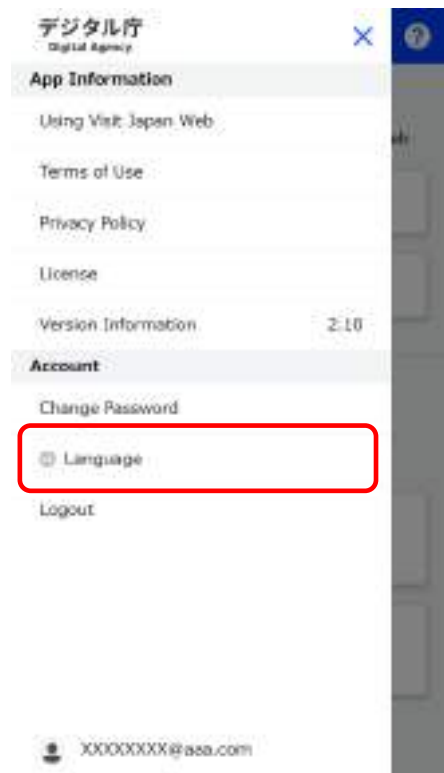 デジタル庁
Digital Agency
App Information
Using Visit Japan Web
Terms of Use
Privacy Policy
License
Version Information 2.10
Account
Change Password
Language
Logout
XXXXXXXX@aaa.com